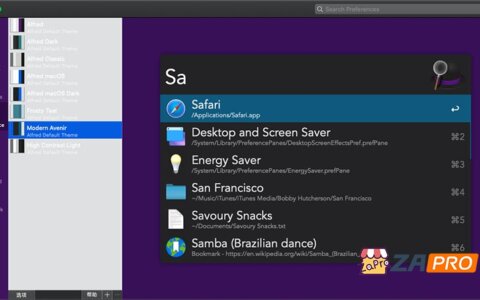 Search Preferences
Alfred
Alfred Default Theme
Alfred Dark
Alfred Default Theme
Alfred Classic
Alfred Default Theme
Alfred macOS
Alfred Default Theme
Alfred macOS Dark
Alfred Default Theme
Frosty Teal
Alfred Default Theme
Modern Avenir
Alfred Default Theme
High Contrast Light
Alfred Default Theme
选项
帮助
+
Sa
Safari
/Applications/Safari.app
↩
Desktop and Screen Saver
/System/Library/PreferencePanes/DesktopScreenEffectsPref.prefPane
⌘2
Energy Saver
/System/Library/PreferencePanes/EnergySaver.prefPane
⌘3
San Francisco
~/Music/iTunes/iTunes Media/Bobby Hutcherson/San Francisco
⌘4
Savoury Snacks
~/Documents/Savoury Snacks.txt
⌘5
Samba (Brazilian dance)
Bookmark - https://en.wikipedia.org/wiki/Samba_(Brazilian_
⌘6
ZaPro
ZAPRO